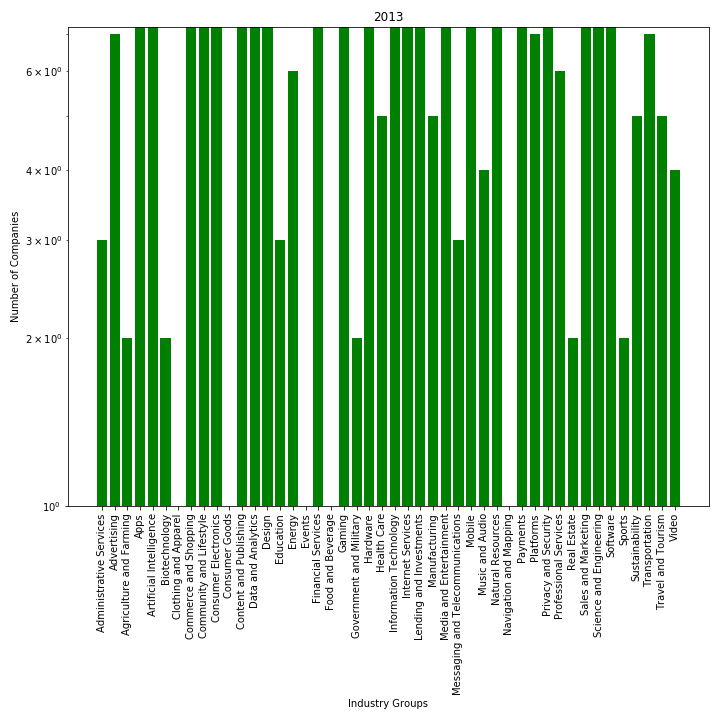 2013
6 × 10⁰
4 × 10⁰
3 × 10⁰
2 × 10⁰
10⁰
Number of Companies
Administrative Services
Advertising
Agriculture and Farming
Apps
Artificial Intelligence
Biotechnology
Clothing and Apparel
Commerce and Shopping
Community and Lifestyle
Consumer Electronics
Consumer Goods
Content and Publishing
Data and Analytics
Design
Education
Energy
Events
Financial Services
Food and Beverage
Gaming
Government and Military
Hardware
Health Care
Information Technology
Internet Services
Lending and Investments
Manufacturing
Media and Entertainment
Messaging and Telecommunications
Mobile
Music and Audio
Natural Resources
Navigation and Mapping
Payments
Platforms
Privacy and Security
Professional Services
Real Estate
Sales and Marketing
Science and Engineering
Software
Sports
Sustainability
Transportation
Travel and Tourism
Video
Industry Groups